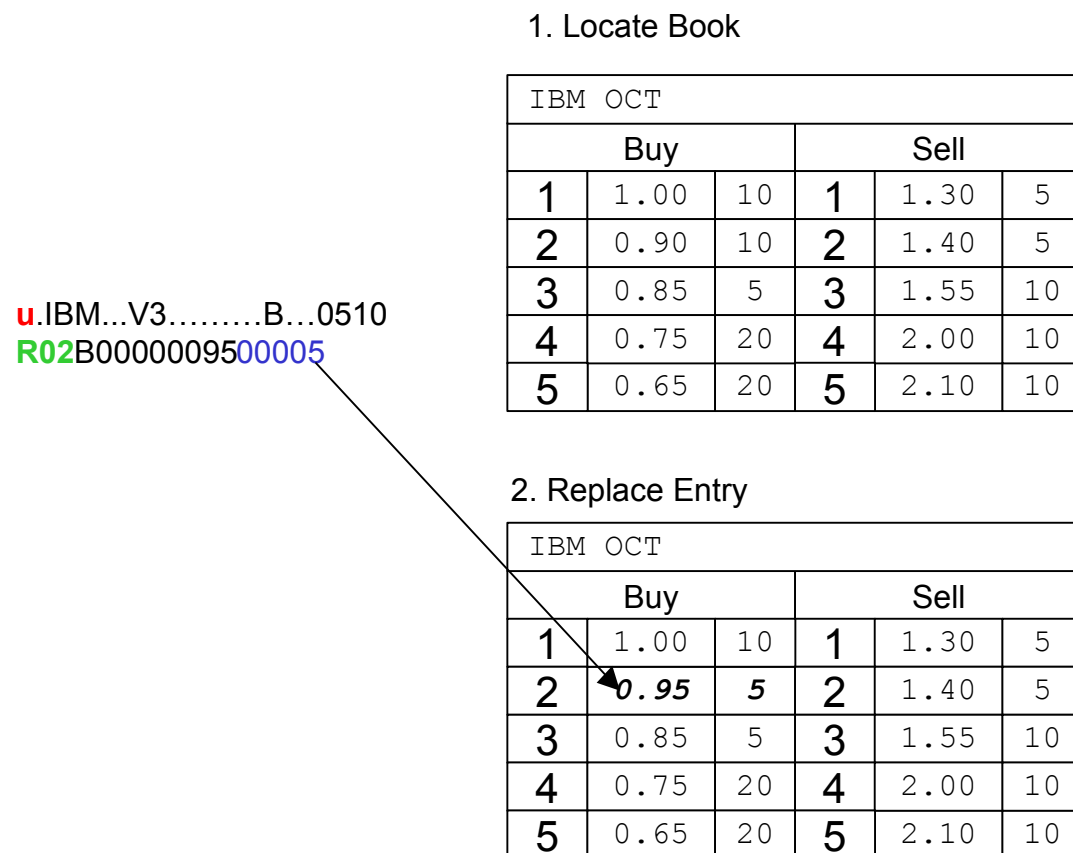 1. Locate Book
IBM OCT
Buy Sell
1 1.00 10 1 1.30 5
2 0.90 10 2 1.40 5
3 0.85 5 3 1.55 10
4 0.75 20 4 2.00 10
5 0.65 20 5 2.10 10
u.IBM...V3………B…0510
R02B0000009500005
2. Replace Entry
IBM OCT
Buy Sell
1 1.00 10 1 1.30 5
2 0.95 5 2 1.40 5
3 0.85 5 3 1.55 10
4 0.75 20 4 2.00 10
5 0.65 20 5 2.10 10